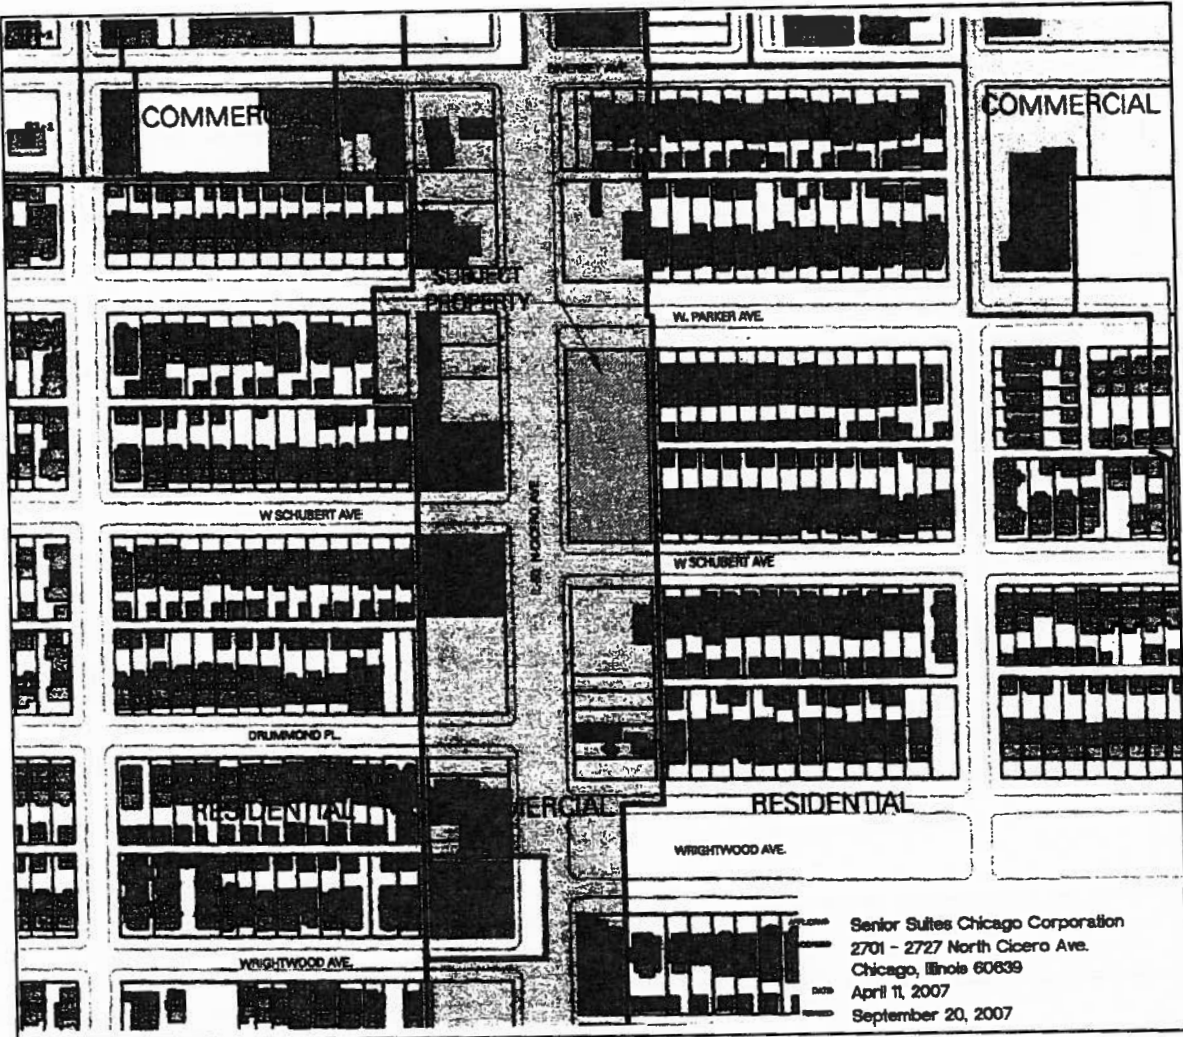 COMMERCIAL
COMMERCIAL
SUBJECT
PROPERTY
W. PARKER AVE.
W SCHUBERT AVE
W SCHUBERT AVE
DRUMMOND PL.
RESIDENTIAL
RESIDENTIAL
WRIGHTWOOD AVE.
WRIGHTWOOD AVE.
Senior Suites Chicago Corporation
2701 - 2727 North Cicero Ave.
Chicago, Illinois 60639
DATE
April 11, 2007
September 20, 2007